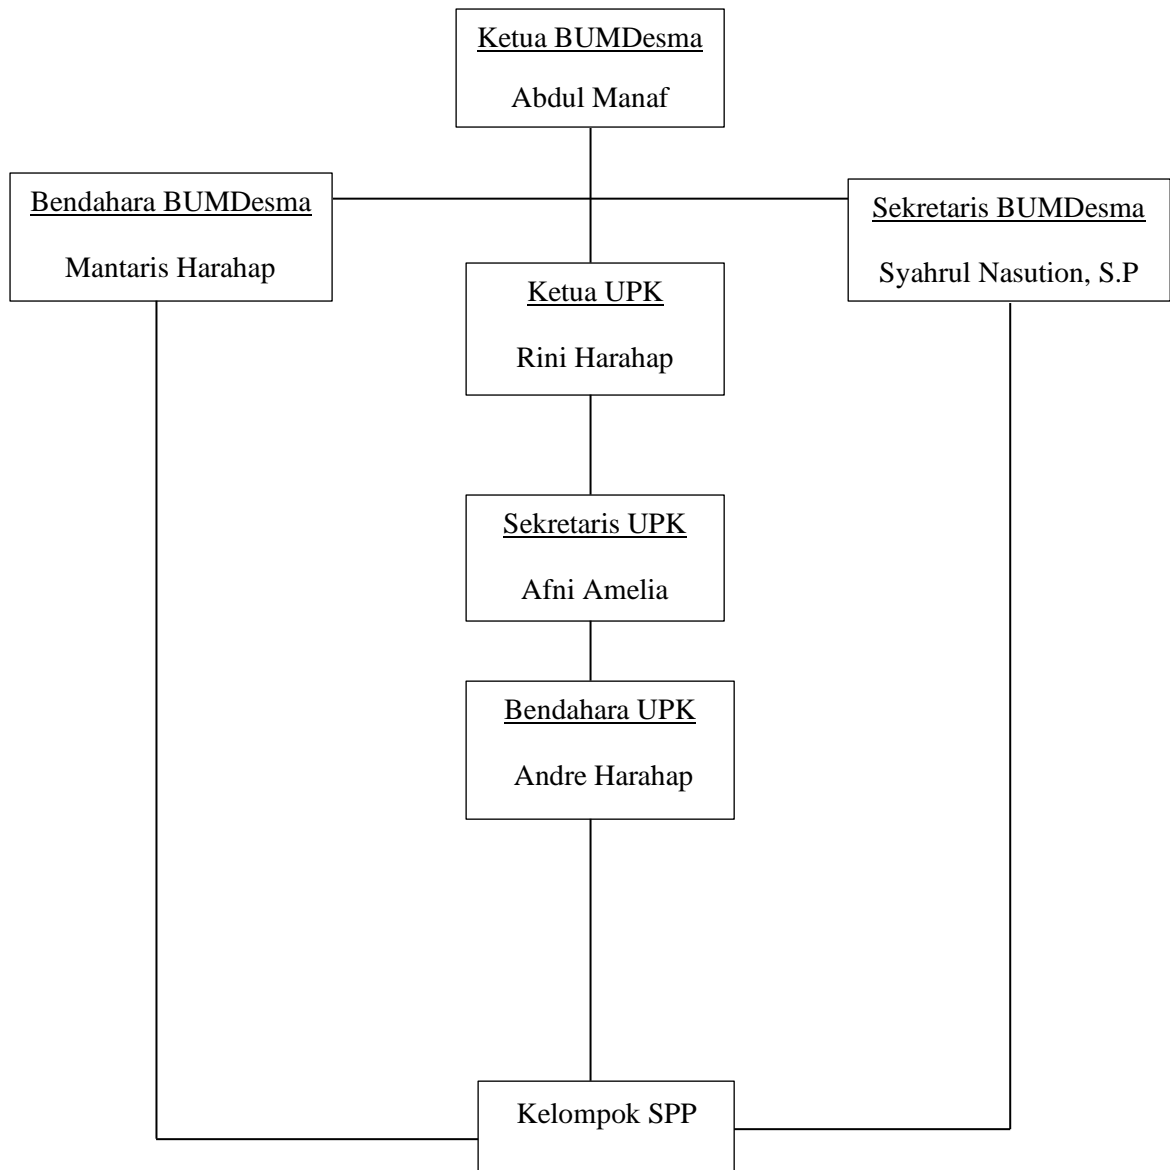 Ketua BUMDesma
Abdul Manaf
Bendahara BUMDesma
Mantaris Harahap
Sekretaris BUMDesma
Syahrul Nasution, S.P
Ketua UPK
Rini Harahap
Sekretaris UPK
Afni Amelia
Bendahara UPK
Andre Harahap
Kelompok SPP